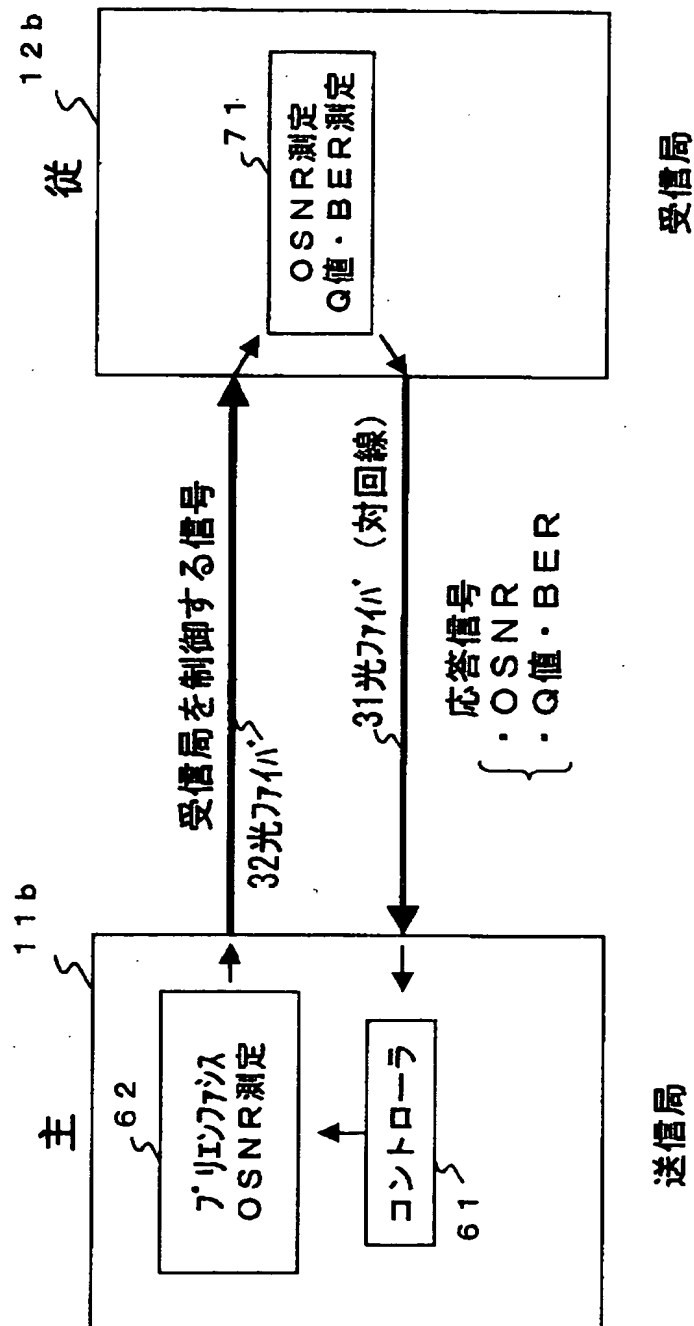 主
11b
62
プリエンファシス
OSNR測定
コントローラ
61
送信局
受信局を制御する信号
32光ファイバ
31光ファイバ（対回線）
応答信号
・OSNR
・Q値・BER
従
12b
71
OSNR測定
Q値・BER測定
受信局